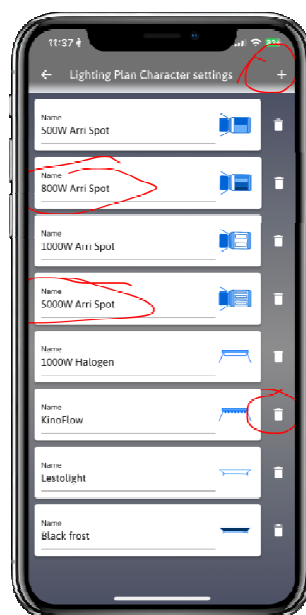 11:37
Lighting Plan Character settings
Name
500W Arri Spot
Name
800W Arri Spot
Name
1000W Arri Spot
Name
5000W Arri Spot
Name
1000W Halogen
Name
KinoFlow
Name
Lestolight
Name
Black frost